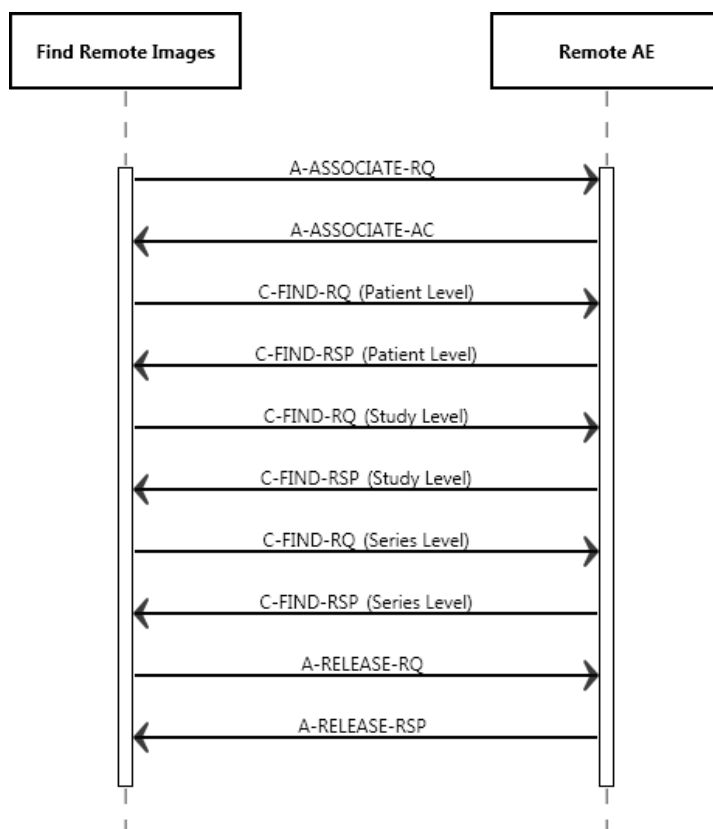 Find Remote Images
Remote AE
A-ASSOCIATE-RQ
A-ASSOCIATE-AC
C-FIND-RQ (Patient Level)
C-FIND-RSP (Patient Level)
C-FIND-RQ (Study Level)
C-FIND-RSP (Study Level)
C-FIND-RQ (Series Level)
C-FIND-RSP (Series Level)
A-RELEASE-RQ
A-RELEASE-RSP